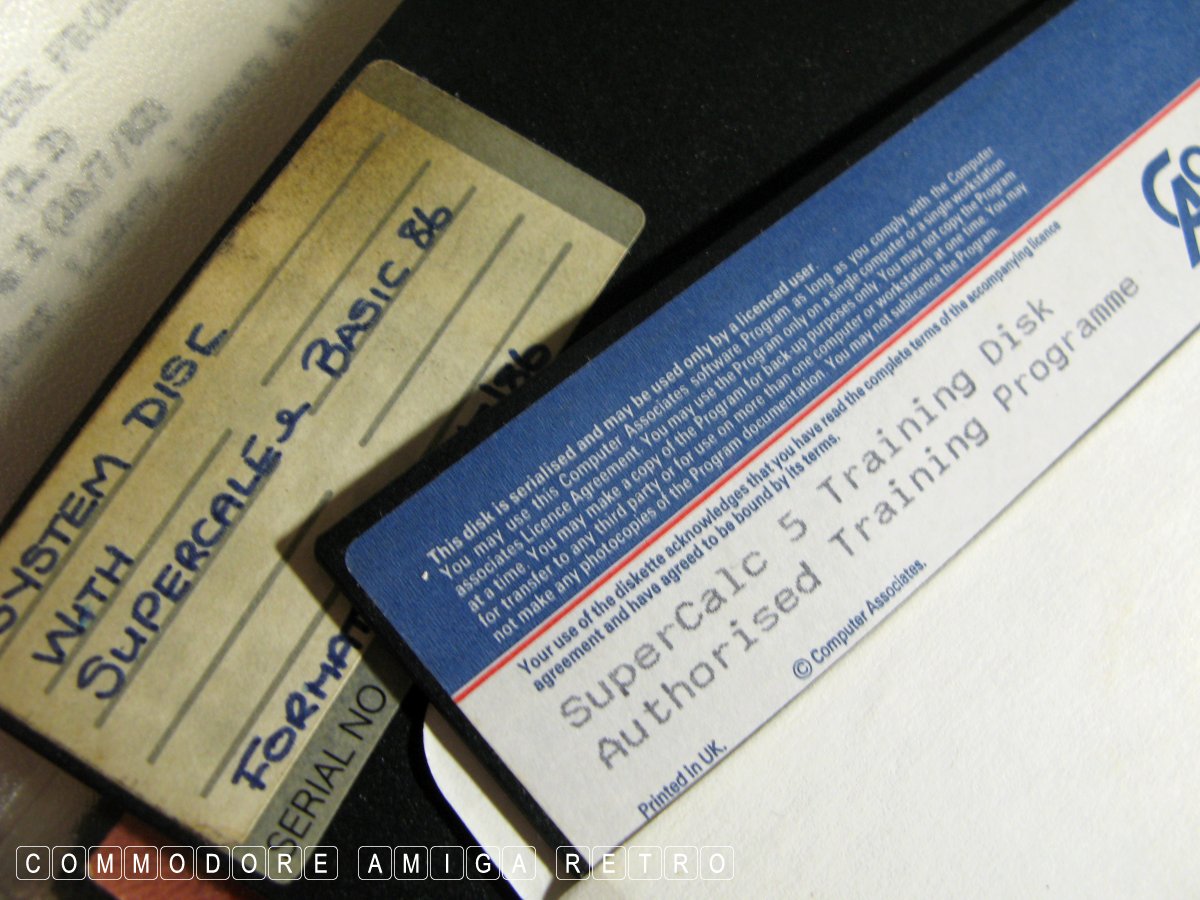 SYSTEM DISK
WITH
SUPERCALC & BASIC 86
FORMAT
SERIAL NO
This disk is serialised and may be used only by a licenced user.
You may use this Computer Associates software Program as long as you comply with the Computer
associates Licence Agreement. You may use the Program only on a single computer or a single workstation
at a time. You may make a copy of the Program for back up purposes only. You may not copy the Program
for transfer to any third party or for use on more than one computer or workstation at one time. You may
not make any photocopies of the Program documentation. You may not sublicence the Program.
Your use of the diskette acknowledges that you have read the complete terms of the accompanying licence
agreement and have agreed to be bound by its terms.
SuperCalc 5 Training Disk
Authorised Training Programme
© Computer Associates.
Printed in UK.
COMMODORE AMIGA RETRO